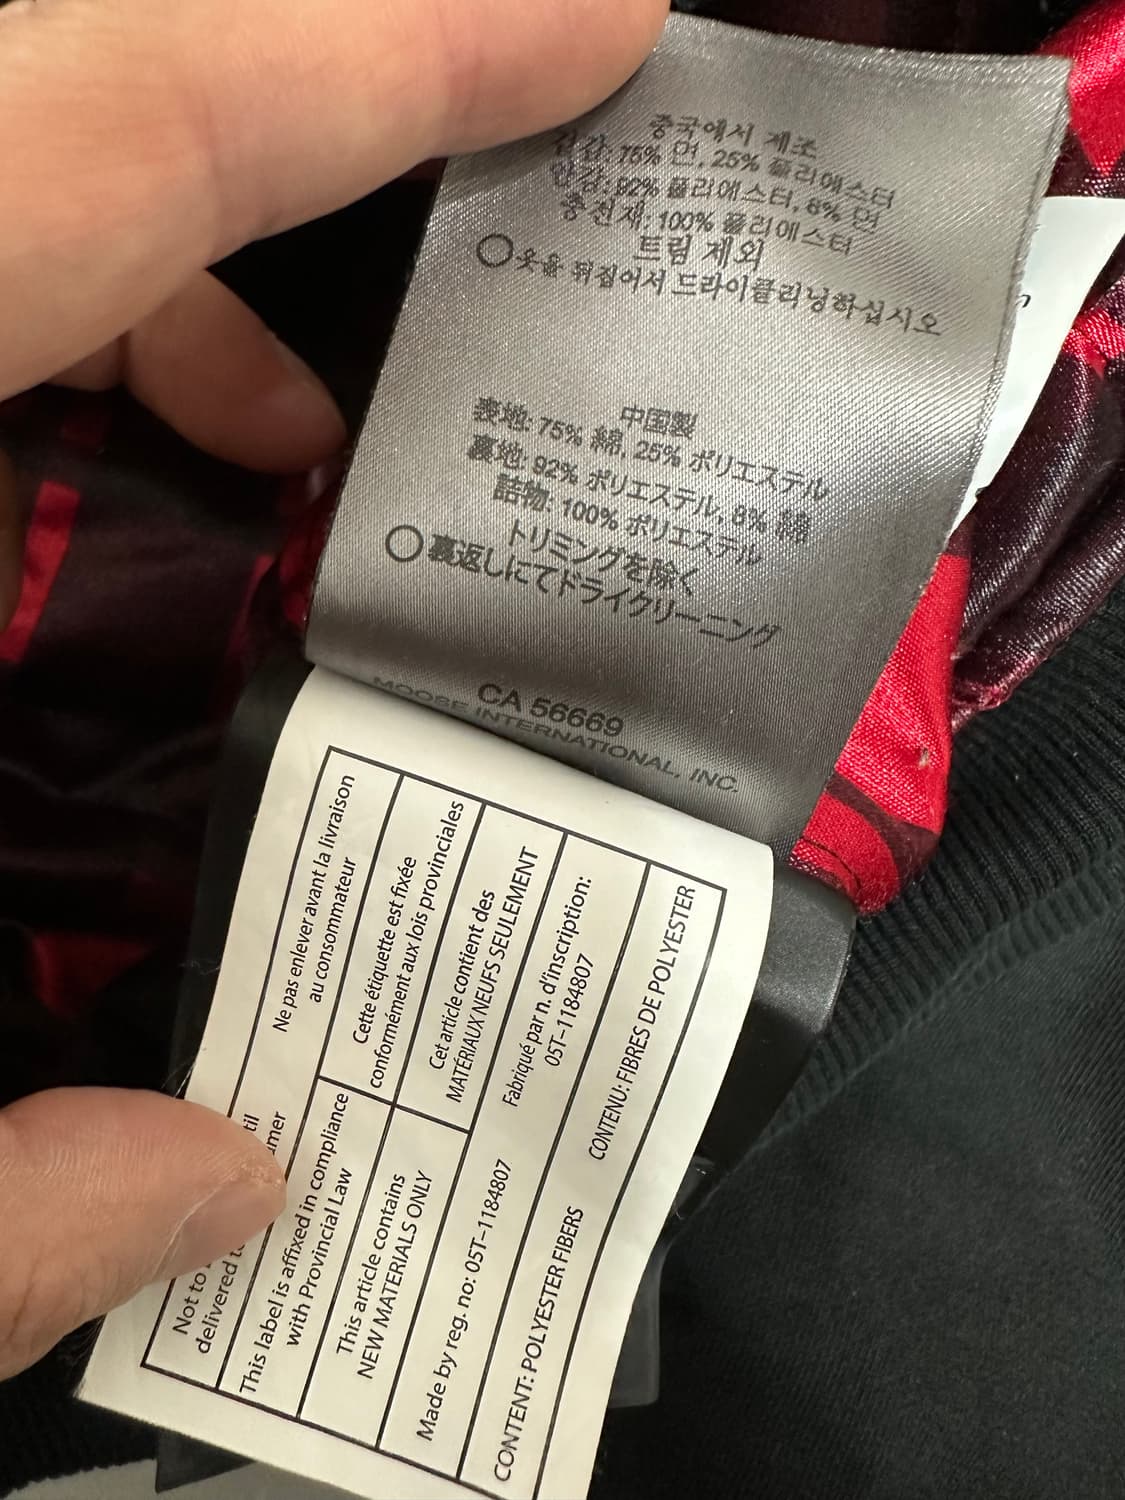 중국에서 제조
겉감: 75% 면, 25% 폴리에스터
안감: 92% 폴리에스터, 8% 면
충전재: 100% 폴리에스터
트림 제외
옷을 뒤집어서 드라이클리닝하십시오
中国製
表地: 75% 綿, 25% ポリエステル
裏地: 92% ポリエステル, 8% 綿
詰物: 100% ポリエステル
トリミングを除く
裏返しにてドライクリーニング
CA 56669
MOOSE INTERNATIONAL, INC.
Ne pas enlever avant la livraison
au consommateur
Cette étiquette est fixée
conformément aux lois provinciales
Cet article contient des
MATÉRIAUX NEUFS SEULEMENT
Fabriqué par n. d'inscription:
05T-1184807
CONTENU: FIBRES DE POLYESTER
Not to
delivered
This label is affixed in compliance
with Provincial Law
This article contains
NEW MATERIALS ONLY
Made by reg. no: 05T-1184807
CONTENT: POLYESTER FIBERS